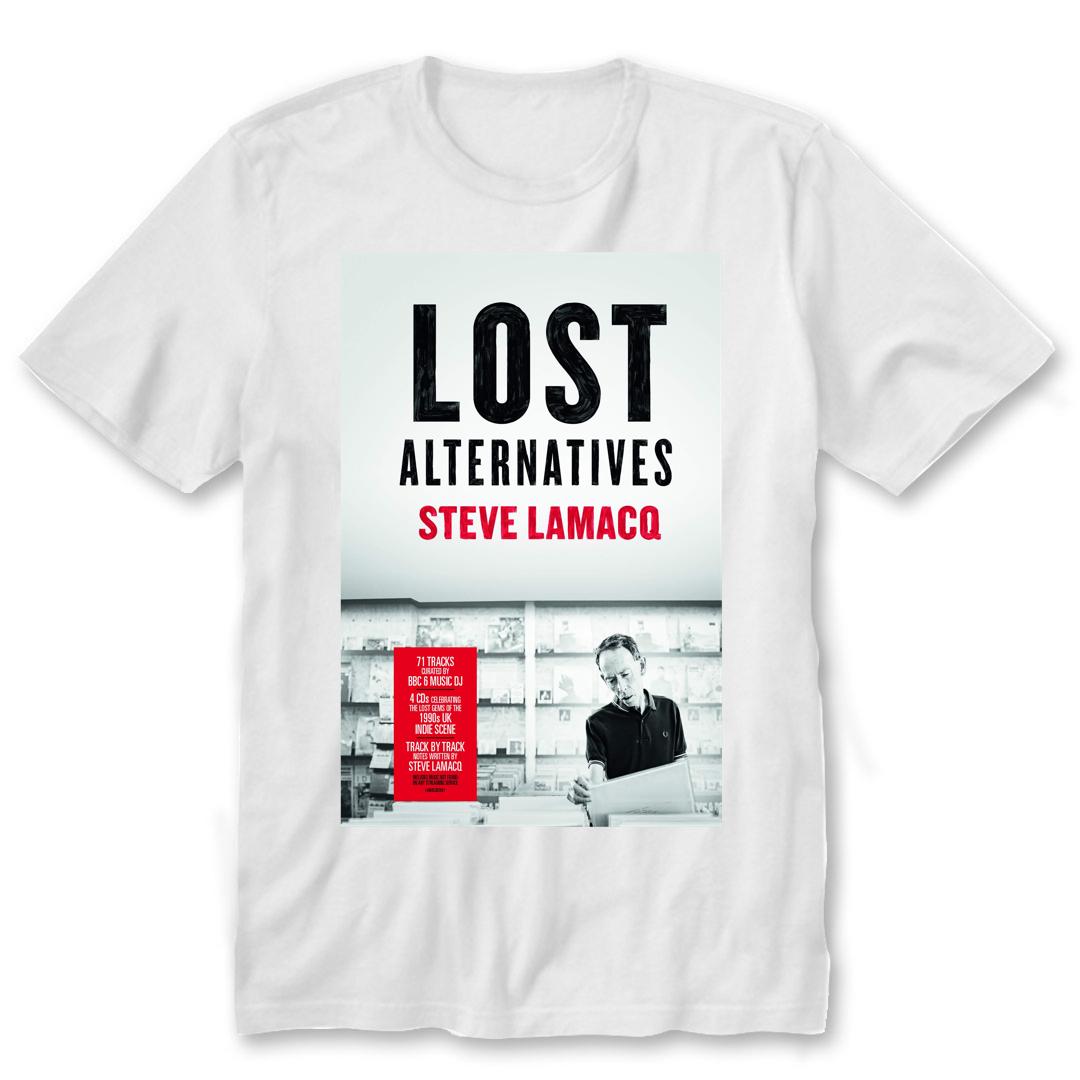 LOST
ALTERNATIVES
STEVE LAMACQ
71 TRACKS
CURATED BY
BBC 6 MUSIC DJ
4 CDs CELEBRATING
THE LOST GEMS OF THE
1990s UK
INDIE SCENE
TRACK BY TRACK
NOTES WRITTEN BY
STEVE LAMACQ